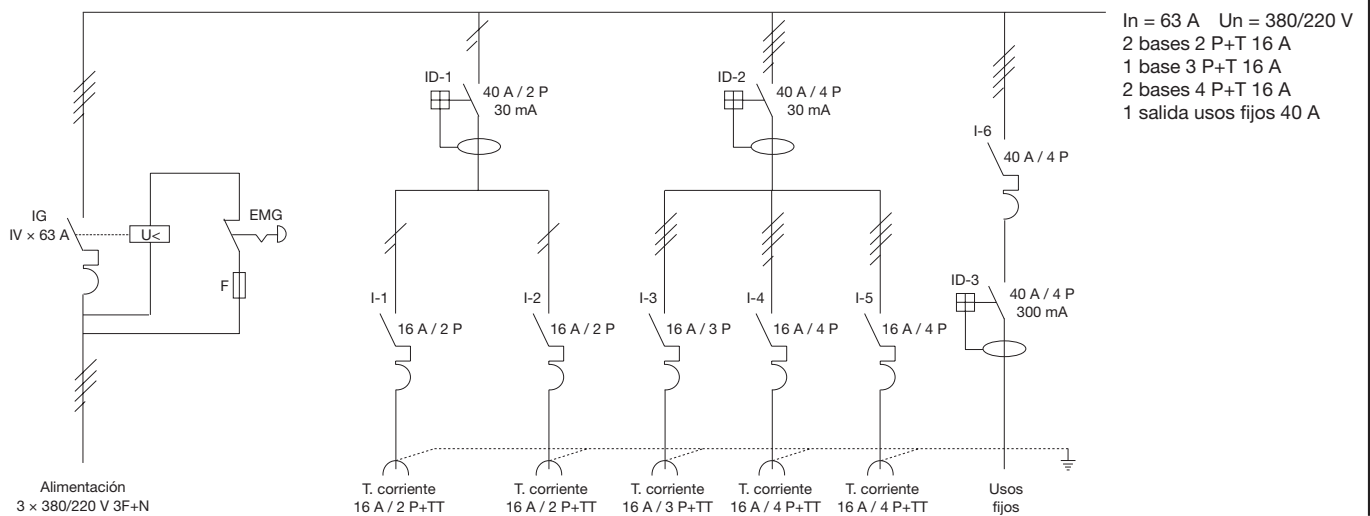 In = 63 A Un = 380/220 V
2 bases 2 P+T 16 A
1 base 3 P+T 16 A
2 bases 4 P+T 16 A
1 salida usos fijos 40 A
ID-1
40 A / 2 P
30 mA
ID-2
40 A / 4 P
30 mA
I-6
40 A / 4 P
IG
IV × 63 A
U<
EMG
F
I-1
16 A / 2 P
I-2
16 A / 2 P
I-3
16 A / 3 P
I-4
16 A / 4 P
I-5
16 A / 4 P
ID-3
40 A / 4 P
300 mA
Alimentación
3 × 380/220 V 3F+N
T. corriente
16 A / 2 P+TT
T. corriente
16 A / 2 P+TT
T. corriente
16 A / 3 P+TT
T. corriente
16 A / 4 P+TT
T. corriente
16 A / 4 P+TT
Usos
fijos